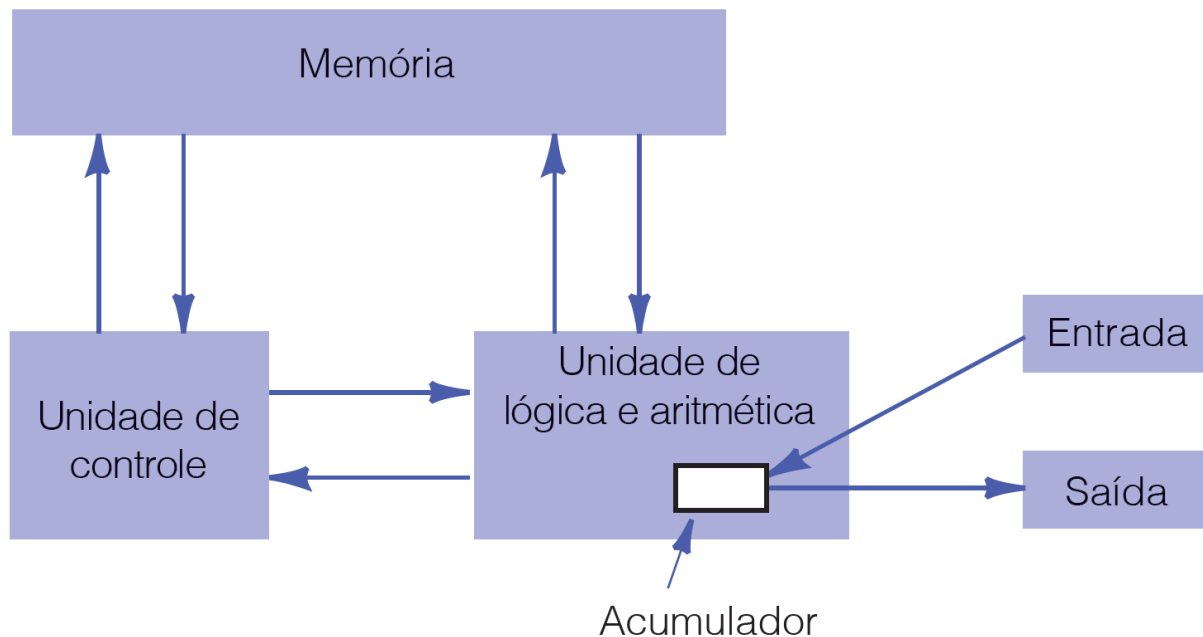 Memória
Unidade de
controle
Unidade de
lógica e aritmética
Entrada
Saída
Acumulador